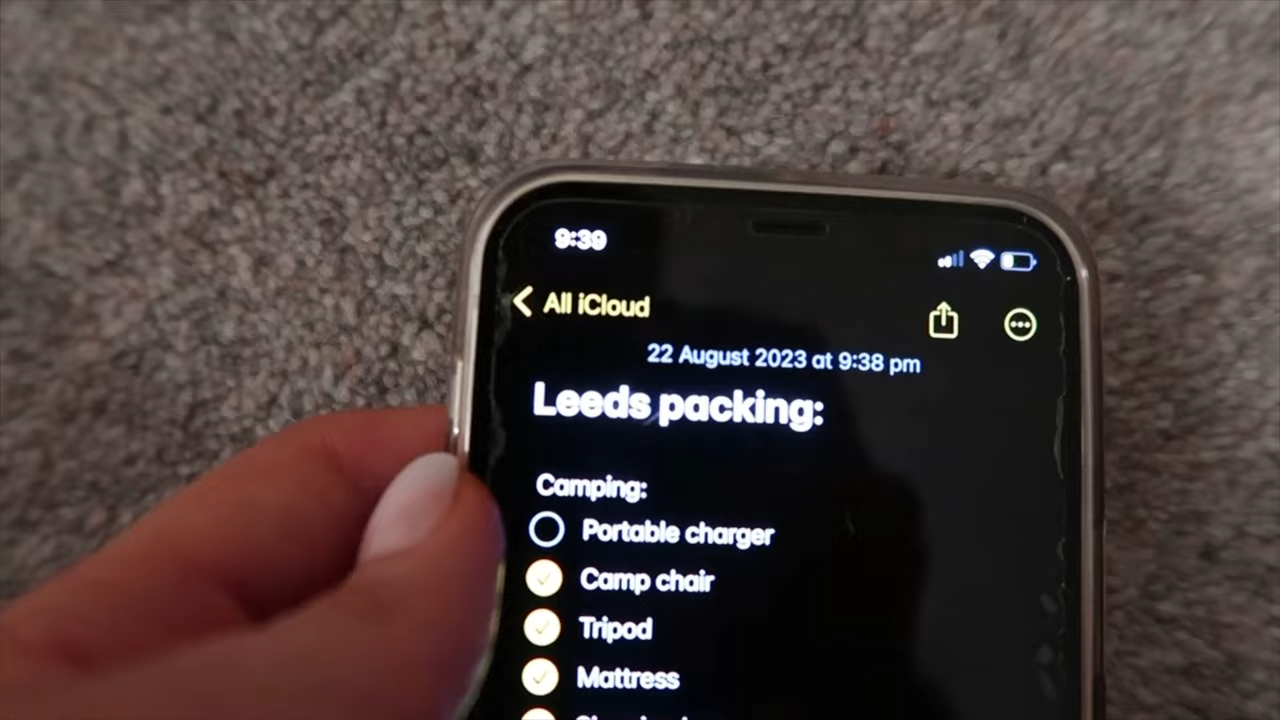 9:39
All iCloud
22 August 2023 at 9:38 pm
Leeds packing:
Camping:
Portable charger
Camp chair
Tripod
Mattress